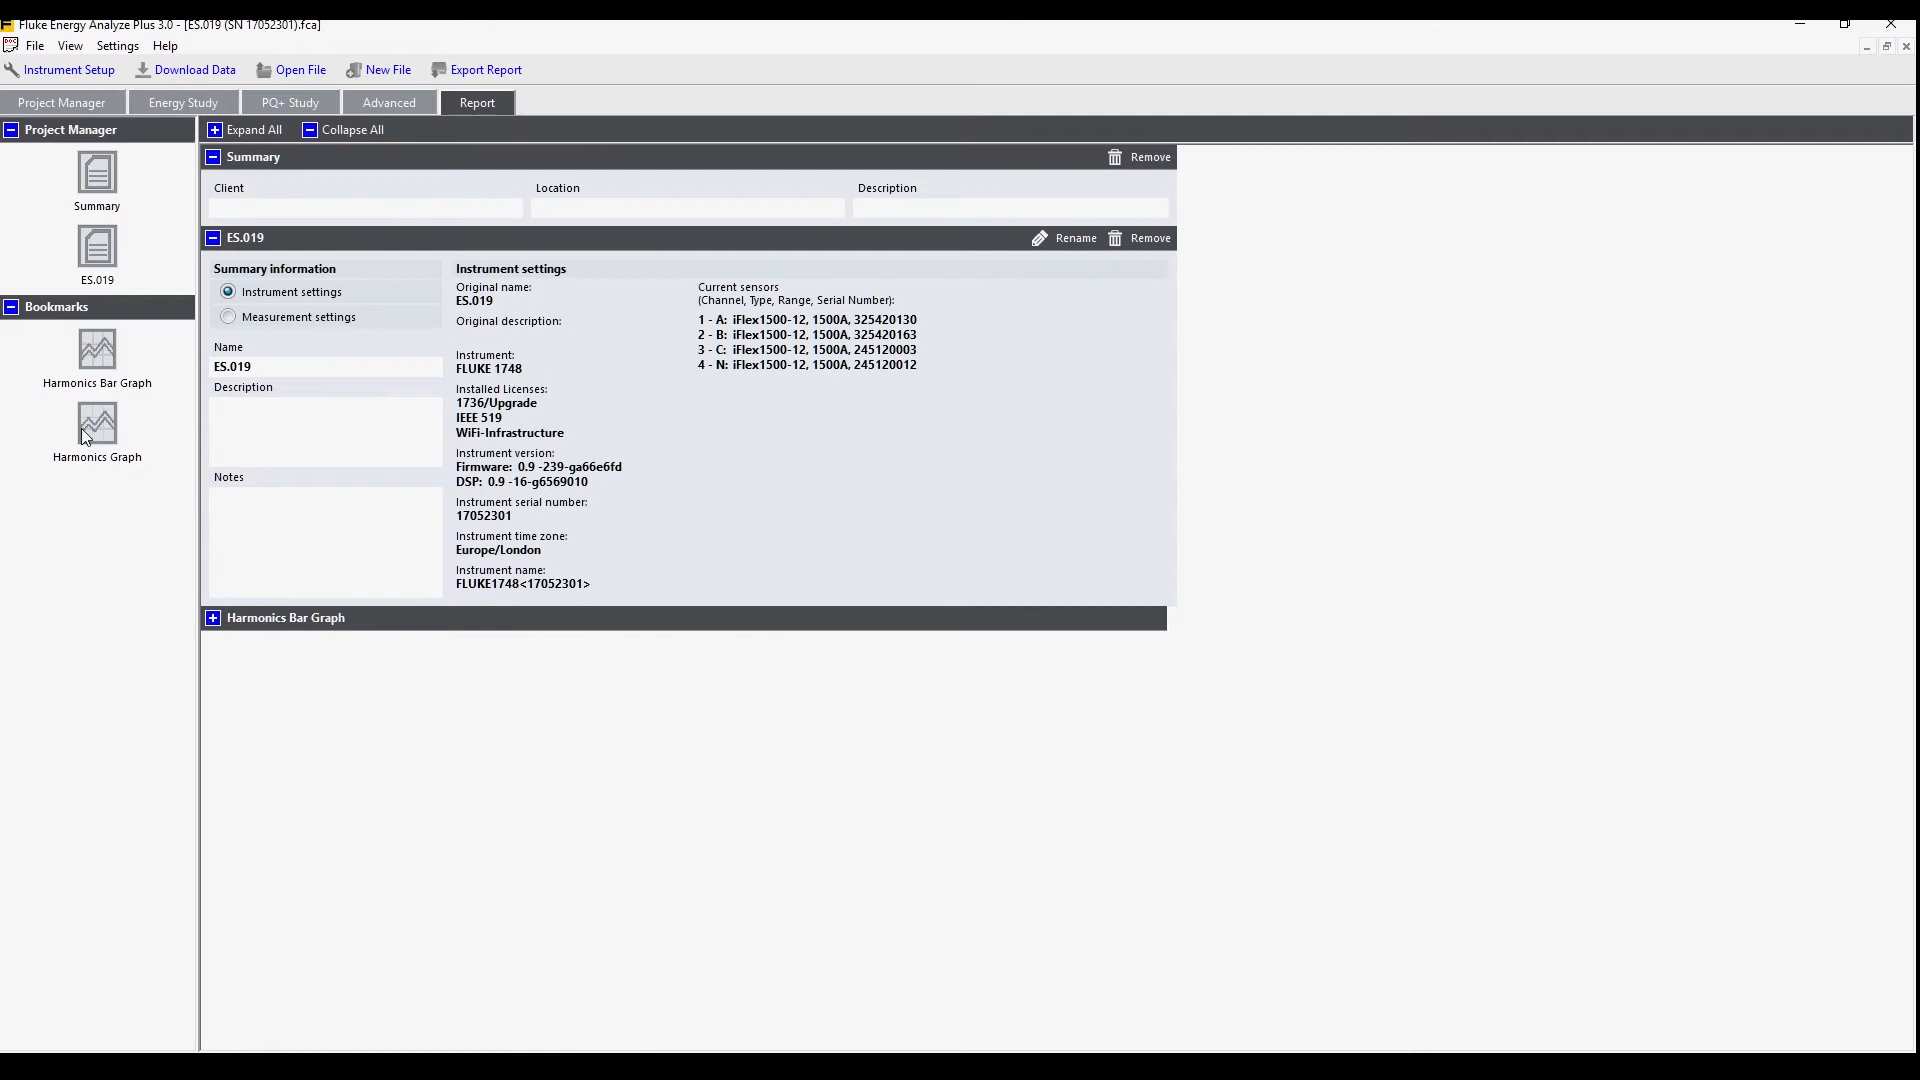 Fluke Energy Analyze Plus 3.0 - [ES.019 (SN 17052301).fca]
File View Settings Help
Instrument Setup Download Data Open File New File Export Report
Project Manager Energy Study PQ+ Study Advanced Report
Project Manager
Summary
ES.019
Bookmarks
Harmonics Bar Graph
Harmonics Graph
Expand All Collapse All
Summary Remove
Client Location Description
ES.019 Rename Remove
Summary information
Instrument settings
Measurement settings
Name
ES.019
Description
Notes
Instrument settings
Original name:
ES.019
Original description:
Instrument:
FLUKE 1748
Installed Licenses:
1736/Upgrade
IEEE 519
WiFi-Infrastructure
Instrument version:
Firmware: 0.9 -239-ga66e6fd
DSP: 0.9 -16-g6569010
Instrument serial number:
17052301
Instrument time zone:
Europe/London
Instrument name:
FLUKE1748<17052301>
Current sensors
(Channel, Type, Range, Serial Number):
1 - A: iFlex1500-12, 1500A, 325420130
2 - B: iFlex1500-12, 1500A, 325420163
3 - C: iFlex1500-12, 1500A, 245120003
4 - N: iFlex1500-12, 1500A, 245120012
Harmonics Bar Graph